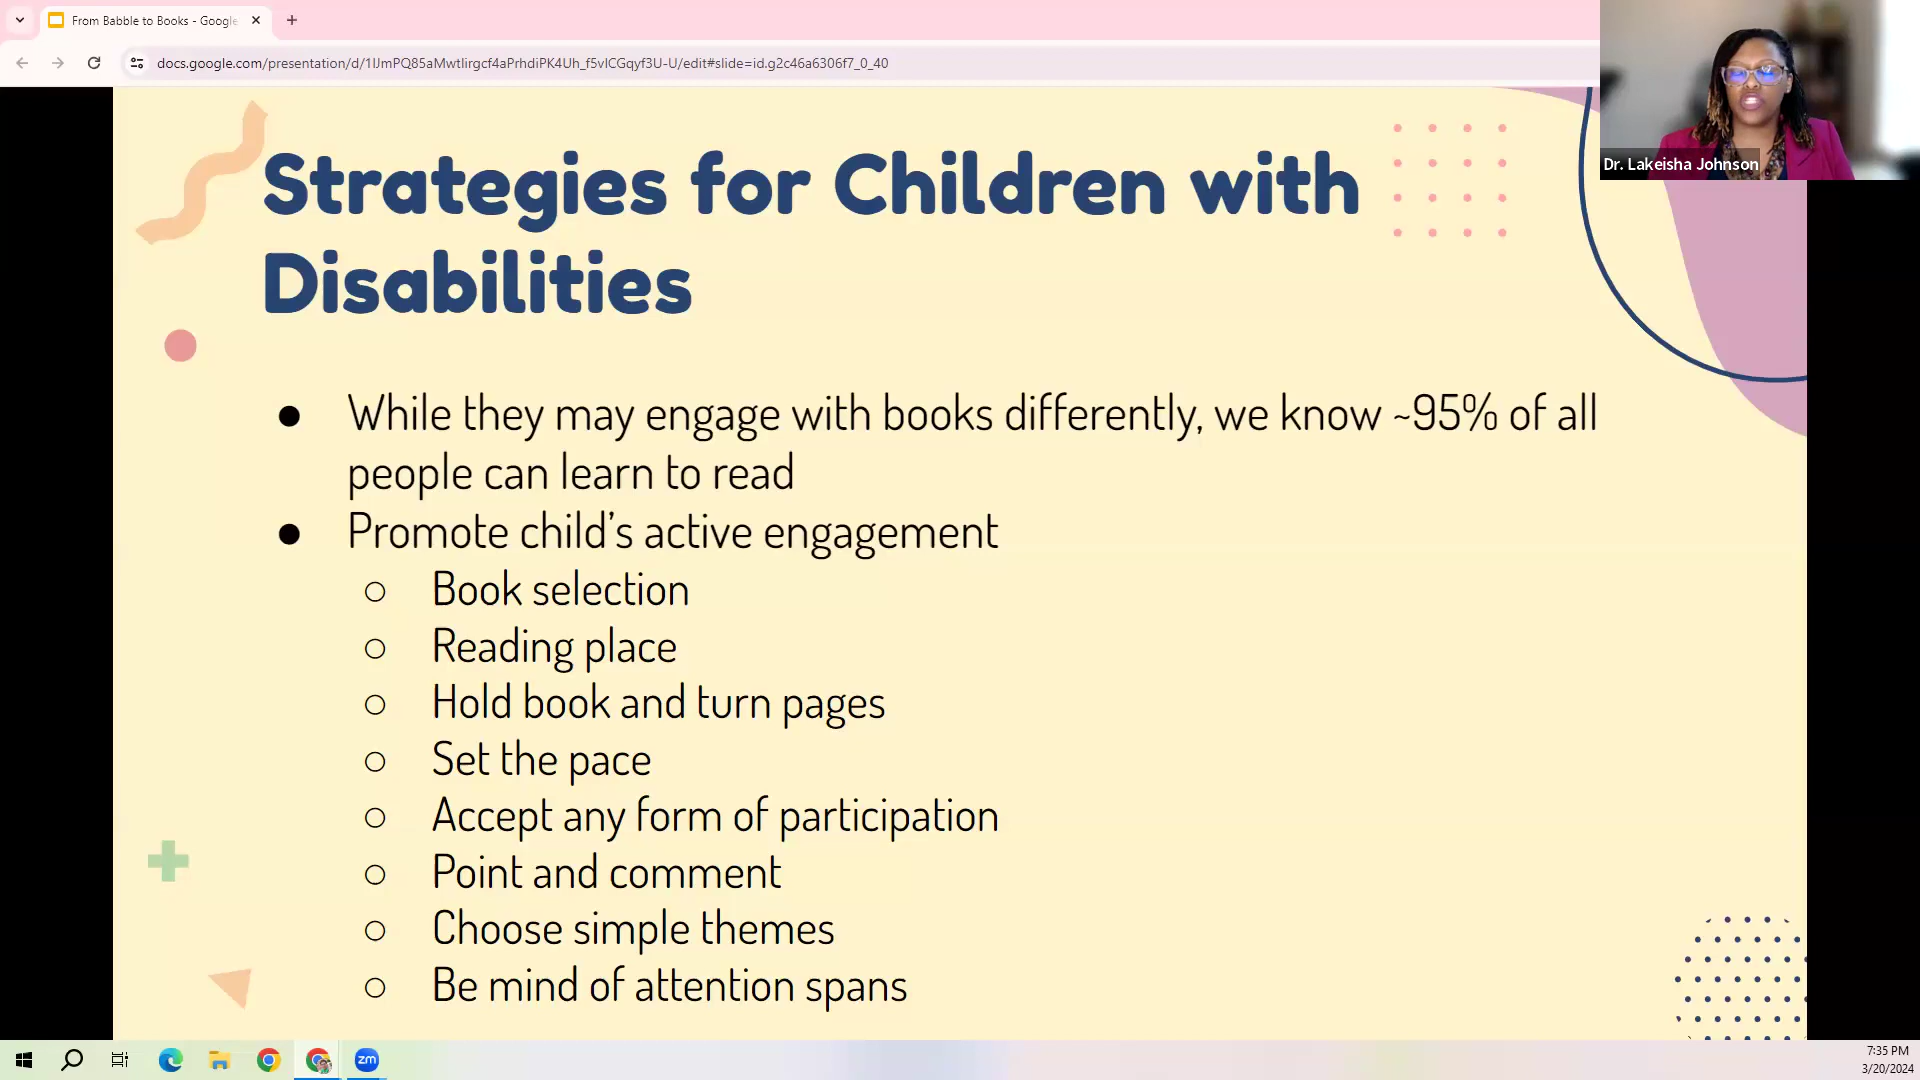 From Babble to Books - Google
docs.google.com/presentation/d/1IJmPQ85aMwtIirgcf4aPrhdiPK4Uh_f5vICGqyf3U-U/edit#slide=id.g2c46a6306f7_0_40
Dr. Lakeisha Johnson
Strategies for Children with
Disabilities
● While they may engage with books differently, we know ~95% of all
people can learn to read
● Promote child's active engagement
○ Book selection
○ Reading place
○ Hold book and turn pages
○ Set the pace
○ Accept any form of participation
○ Point and comment
○ Choose simple themes
○ Be mind of attention spans
zm
7:35 PM
3/20/2024